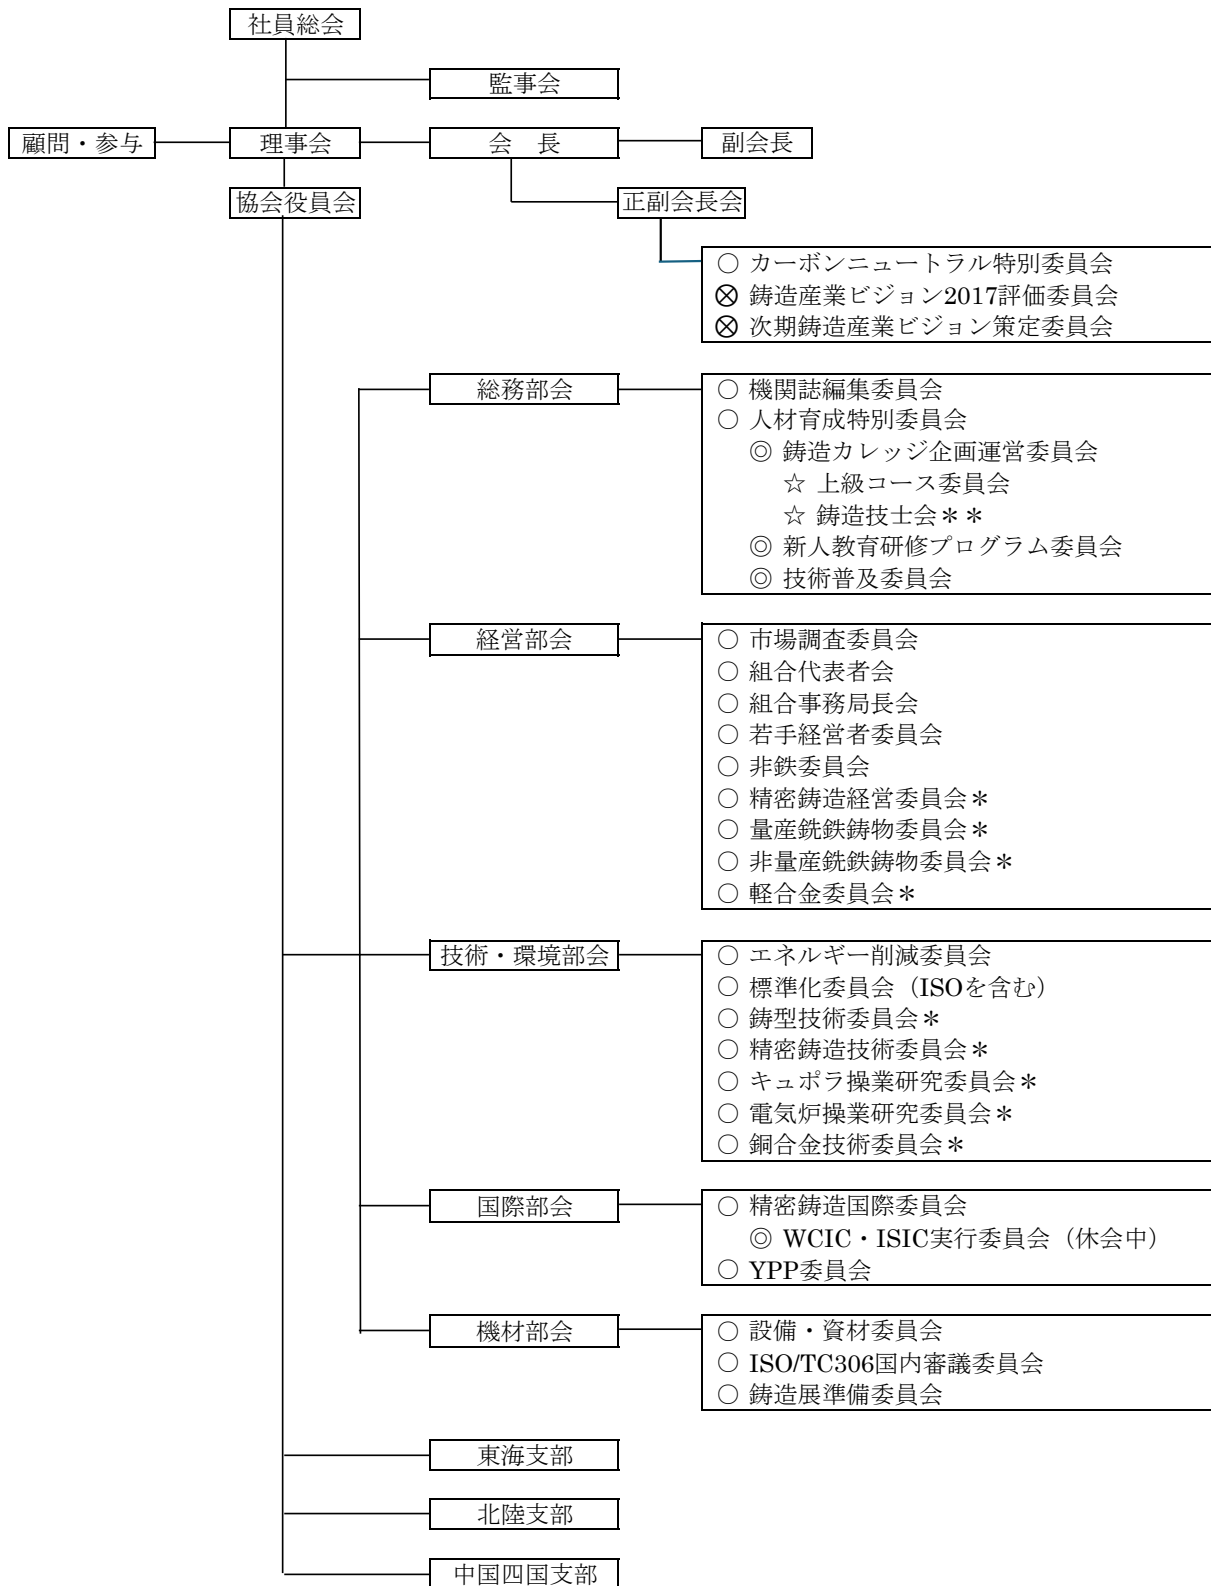 社員総会
監事会
顧問・参与
理事会
会　長
副会長
協会役員会
正副会長会
○ カーボンニュートラル特別委員会
⊗ 鋳造産業ビジョン2017評価委員会
⊗ 次期鋳造産業ビジョン策定委員会
総務部会
○ 機関誌編集委員会
○ 人材育成特別委員会
◎ 鋳造カレッジ企画運営委員会
☆ 上級コース委員会
☆ 鋳造技士会＊＊
◎ 新人教育研修プログラム委員会
◎ 技術普及委員会
経営部会
○ 市場調査委員会
○ 組合代表者会
○ 組合事務局長会
○ 若手経営者委員会
○ 非鉄委員会
○ 精密鋳造経営委員会＊
○ 量産銑鉄鋳物委員会＊
○ 非量産銑鉄鋳物委員会＊
○ 軽合金委員会＊
技術・環境部会
○ エネルギー削減委員会
○ 標準化委員会（ISOを含む）
○ 鋳型技術委員会＊
○ 精密鋳造技術委員会＊
○ キュポラ操業研究委員会＊
○ 電気炉操業研究委員会＊
○ 銅合金技術委員会＊
国際部会
○ 精密鋳造国際委員会
◎ WCIC・ISIC実行委員会（休会中）
○ YPP委員会
機材部会
○ 設備・資材委員会
○ ISO/TC306国内審議委員会
○ 鋳造展準備委員会
東海支部
北陸支部
中国四国支部